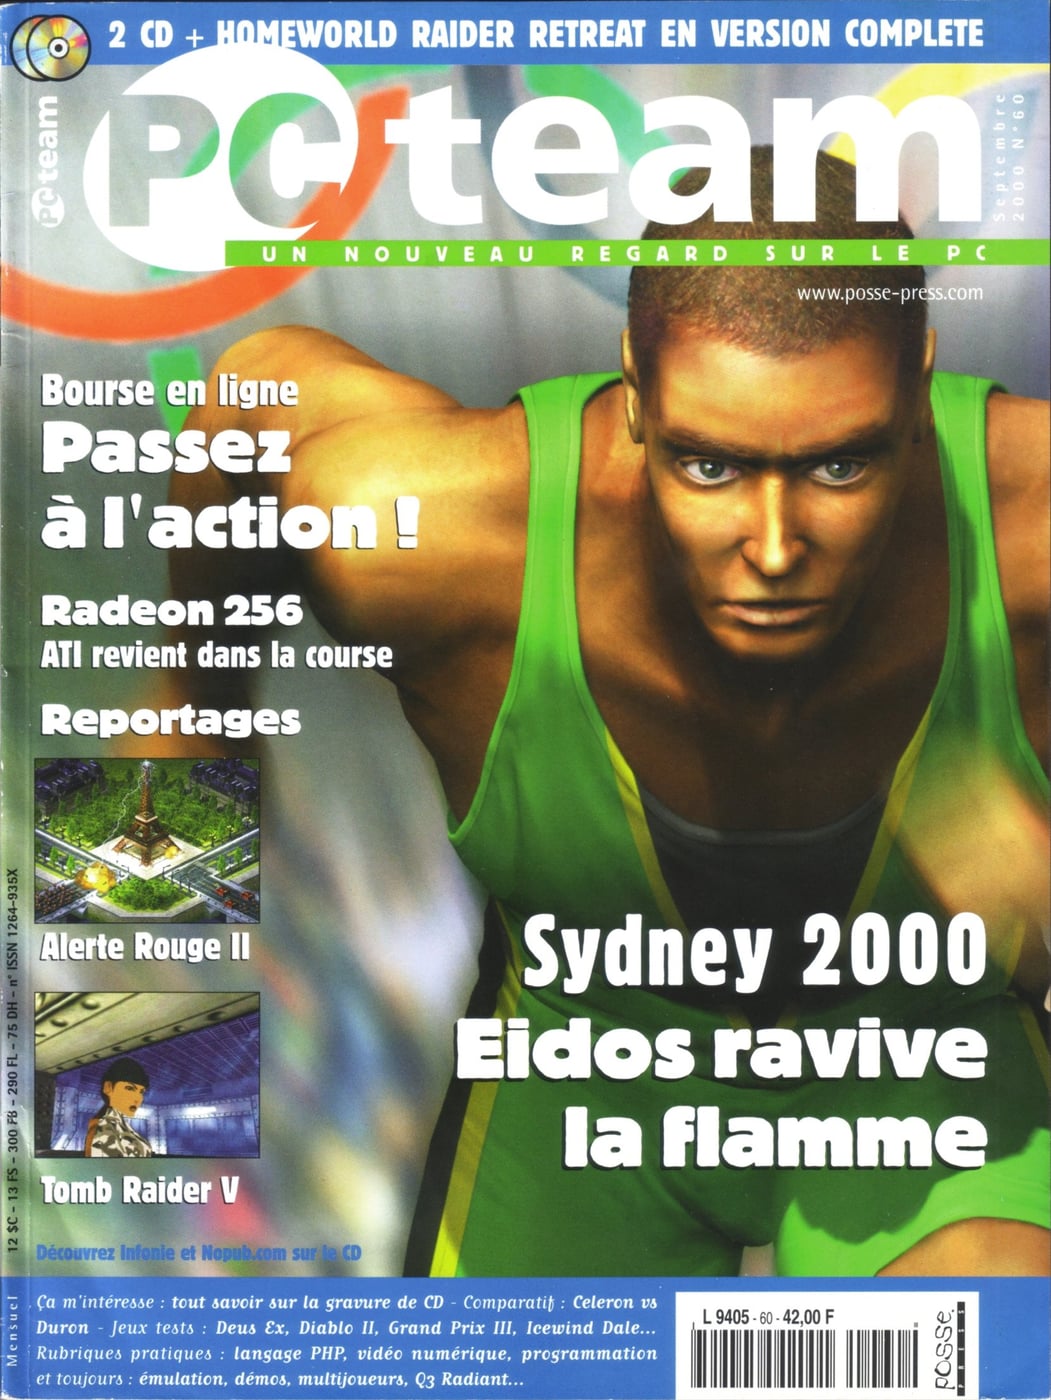 2 CD + HOMEWORLD RAIDER RETREAT EN VERSION COMPLETE
PC team
PC team
Septembre
2000 N°60
UN NOUVEAU REGARD SUR LE PC
www.posse-press.com
Bourse en ligne
Passez
à l'action !
Radeon 256
ATI revient dans la course
Reportages
Alerte Rouge II
Tomb Raider V
Sydney 2000
Eidos ravive
la flamme
Découvrez Infonie et Nopub.com sur le CD
12 $C - 13 FS - 300 FB - 290 FL - 75 DH - n° ISSN 1264-935X
Mensuel
Ça m'intéresse : tout savoir sur la gravure de CD - Comparatif : Celeron vs
Duron - Jeux tests : Deus Ex, Diablo II, Grand Prix III, Icewind Dale...
Rubriques pratiques : langage PHP, vidéo numérique, programmation
et toujours : émulation, démos, multijoueurs, Q3 Radiant...
L 9405 - 60 - 42,00 F
posse.
PRESS